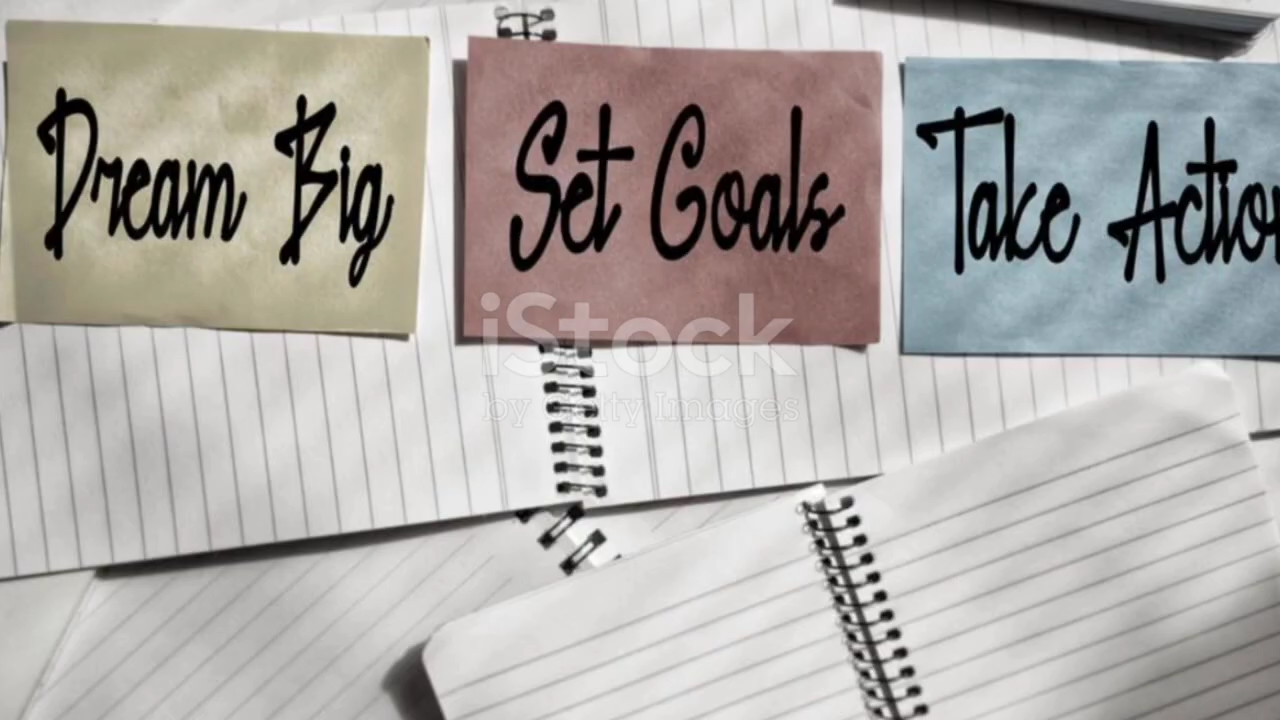 Dream Big
Set Goals
Take Action
iStock
by Getty Images